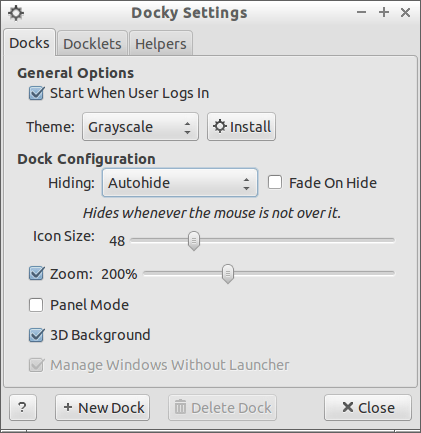 Docky Settings
Docks Docklets Helpers
General Options
Start When User Logs In
Theme: Grayscale Install
Dock Configuration
Hiding: Autohide Fade On Hide
Hides whenever the mouse is not over it.
Icon Size: 48
Zoom: 200%
Panel Mode
3D Background
Manage Windows Without Launcher
? + New Dock Delete Dock Close